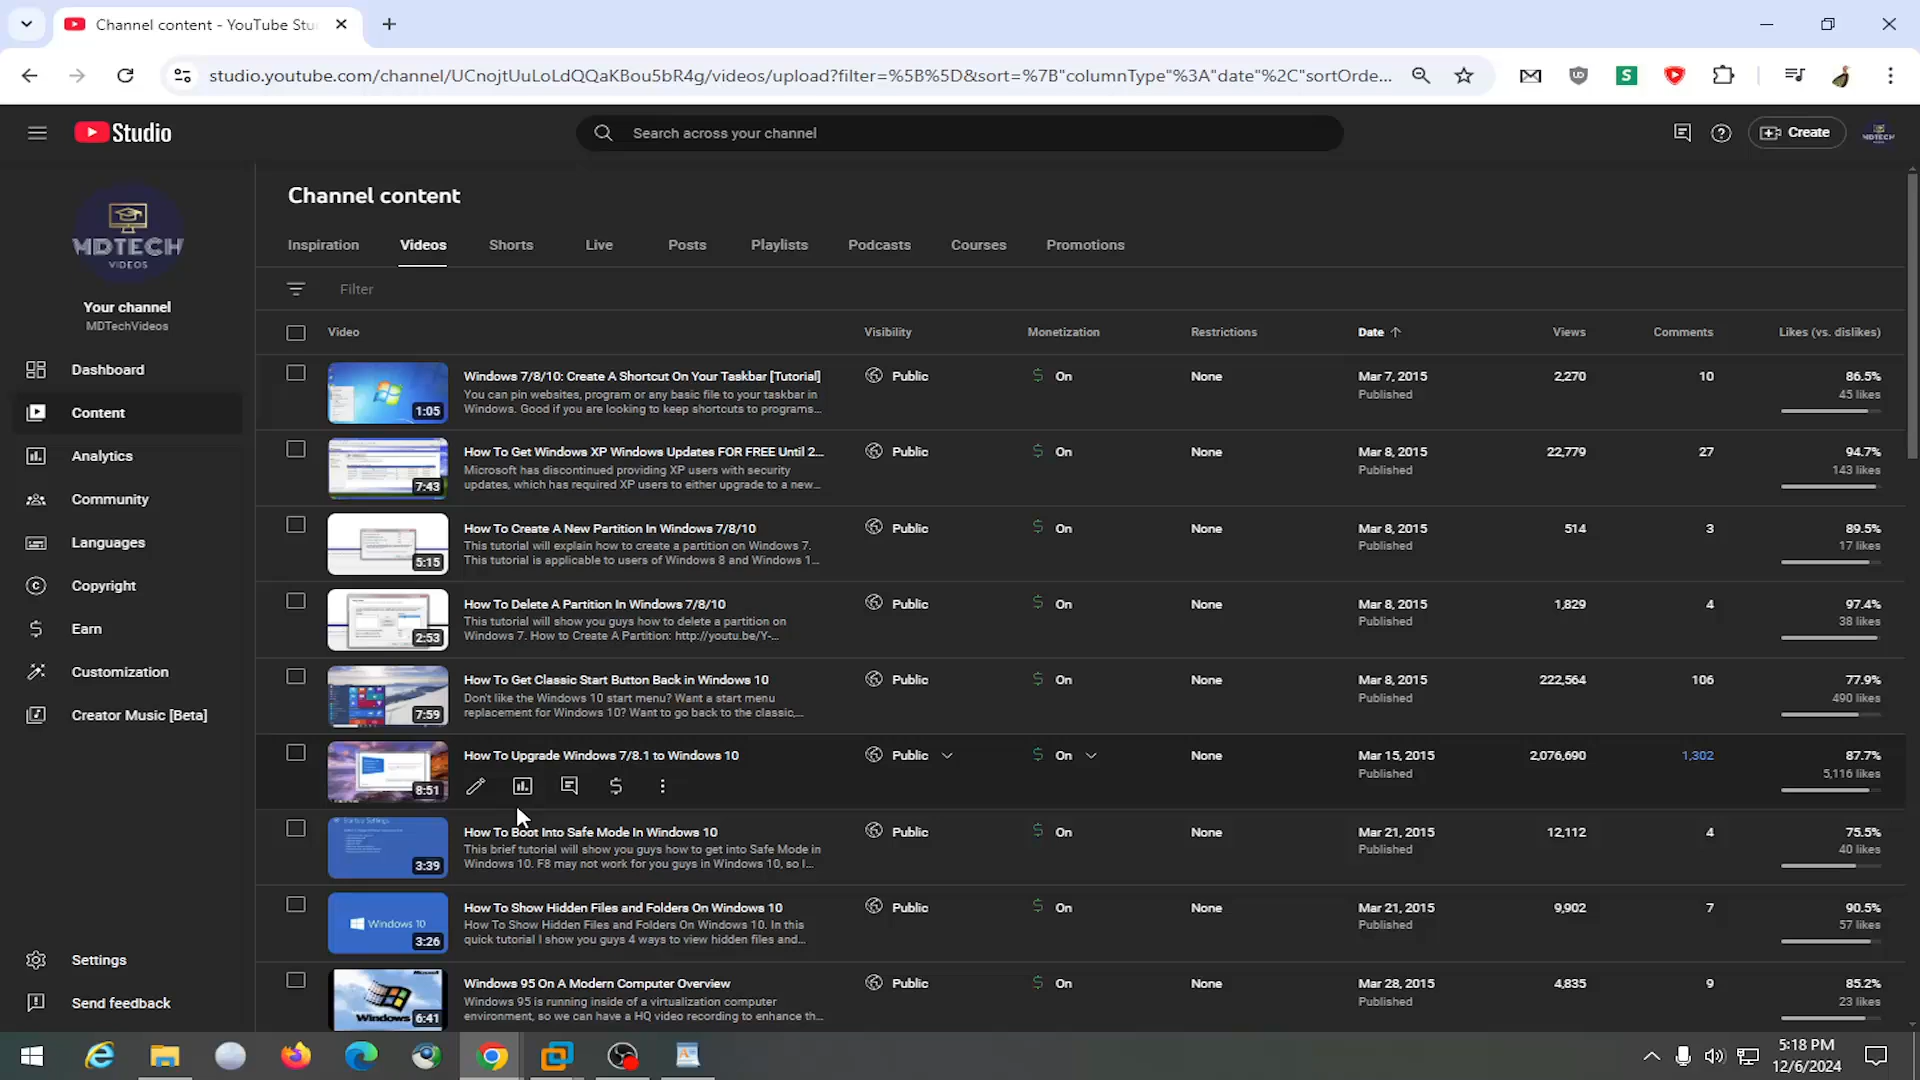 Channel content - YouTube Stu
studio.youtube.com/channel/UCnojtUuLoLdQQaKBou5bR4g/videos/upload?filter=%5B%5D&sort=%7B"columnType"%3A"date"%2C"sortOrde...
Studio
Search across your channel
Create
MDTECH
VIDEOS
Your channel
MDTechVideos
Dashboard
Content
Analytics
Community
Languages
Copyright
Earn
Customization
Creator Music [Beta]
Settings
Send feedback
Channel content
Inspiration Videos Shorts Live Posts Playlists Podcasts Courses Promotions
Filter
Video Visibility Monetization Restrictions Date Views Comments Likes (vs. dislikes)
Windows 7/8/10: Create A Shortcut On Your Taskbar [Tutorial] Public On None Mar 7, 2015 2,270 10 86.5%
You can pin websites, program or any basic file to your taskbar in Published 45 likes
Windows. Good if you are looking to keep shortcuts to programs...
1:05
How To Get Windows XP Windows Updates FOR FREE Until 2... Public On None Mar 8, 2015 22,779 27 94.7%
Microsoft has discontinued providing XP users with security Published 143 likes
updates, which has required XP users to either upgrade to a new...
7:43
How To Create A New Partition In Windows 7/8/10 Public On None Mar 8, 2015 514 3 89.5%
This tutorial will explain how to create a partition on Windows 7. Published 17 likes
This tutorial is applicable to users of Windows 8 and Windows 1...
5:15
How To Delete A Partition In Windows 7/8/10 Public On None Mar 8, 2015 1,829 4 97.4%
This tutorial will show you guys how to delete a partition on Published 38 likes
Windows 7. How to Create A Partition: http://youtu.be/Y-...
2:53
How To Get Classic Start Button Back in Windows 10 Public On None Mar 8, 2015 222,564 106 77.9%
Don't like the Windows 10 start menu? Want a start menu Published 490 likes
replacement for Windows 10? Want to go back to the classic,...
7:59
How To Upgrade Windows 7/8.1 to Windows 10 Public On None Mar 15, 2015 2,076,690 1,302 87.7%
Published 5,116 likes
8:51
How To Boot Into Safe Mode In Windows 10 Public On None Mar 21, 2015 12,112 4 75.5%
This brief tutorial will show you guys how to get into Safe Mode in Published 40 likes
Windows 10. F8 may not work for you guys in Windows 10, so I...
3:39
How To Show Hidden Files and Folders On Windows 10 Public On None Mar 21, 2015 9,902 7 90.5%
How To Show Hidden Files and Folders On Windows 10. In this Published 57 likes
quick tutorial I show you guys 4 ways to view hidden files and...
Windows 10
3:26
Windows 95 On A Modern Computer Overview Public On None Mar 28, 2015 4,835 9 85.2%
Windows 95 is running inside of a virtualization computer Published 23 likes
environment, so we can have a HQ video recording to enhance th...
Microsoft
Windows
6:41
5:18 PM
12/6/2024